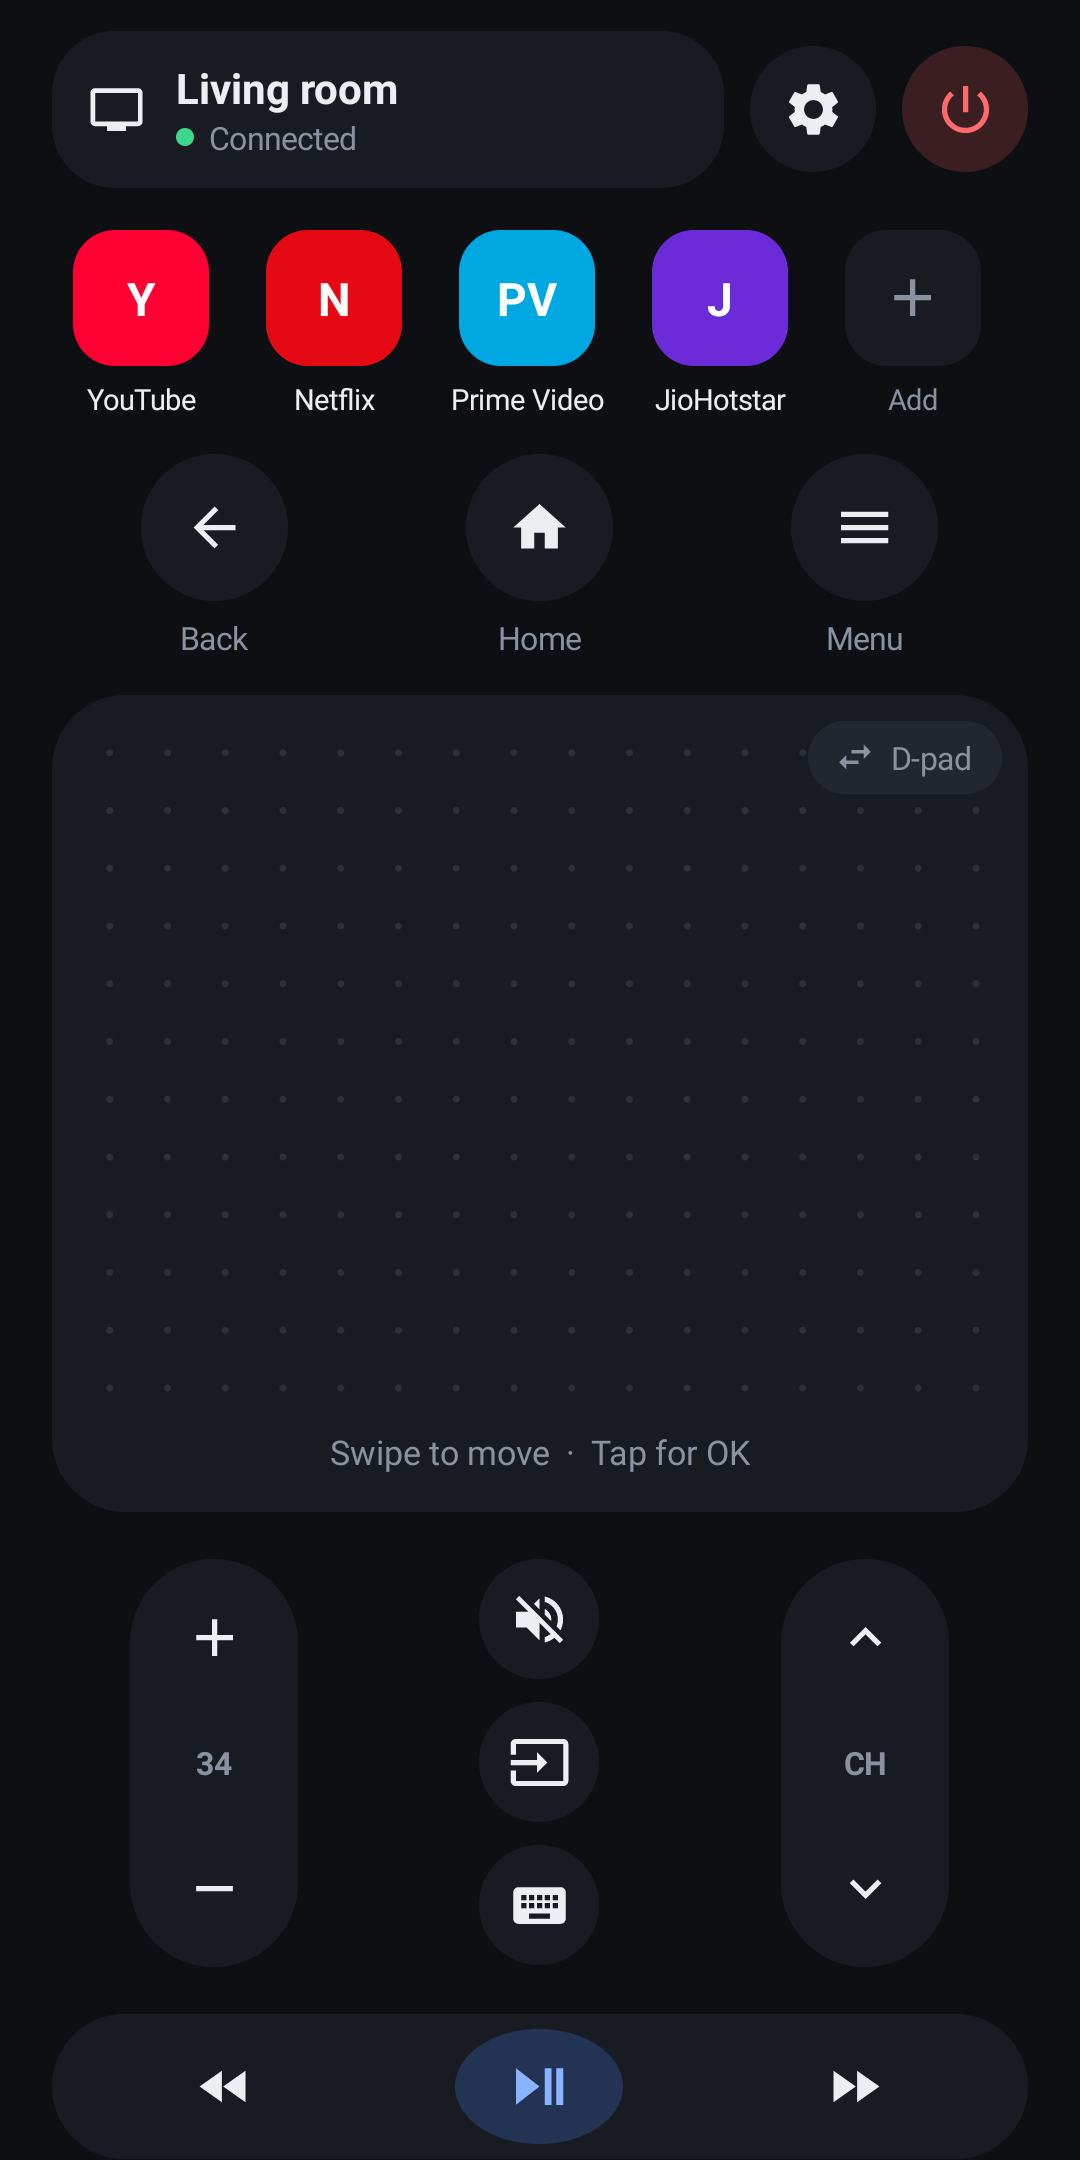 Living room
Connected
Y
N
PV
J
YouTube
Netflix
Prime Video
JioHotstar
Add
Back
Home
Menu
D-pad
Swipe to move · Tap for OK
34
CH